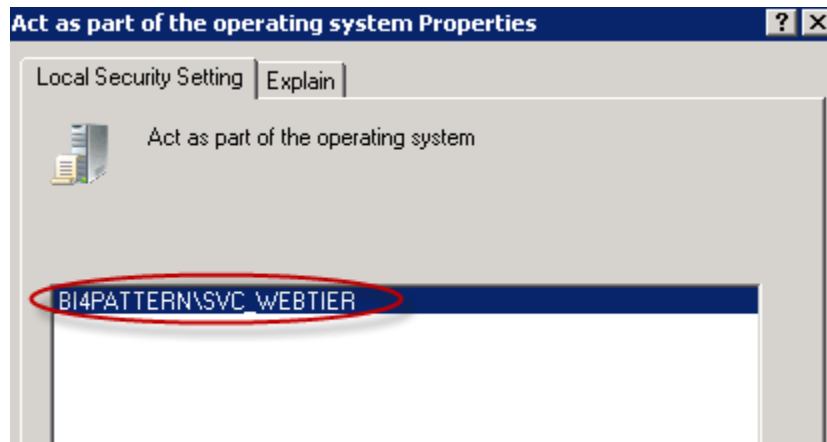 Act as part of the operating system Properties
Local Security Setting Explain
Act as part of the operating system
BI4PATTERN\SVC_WEBTIER